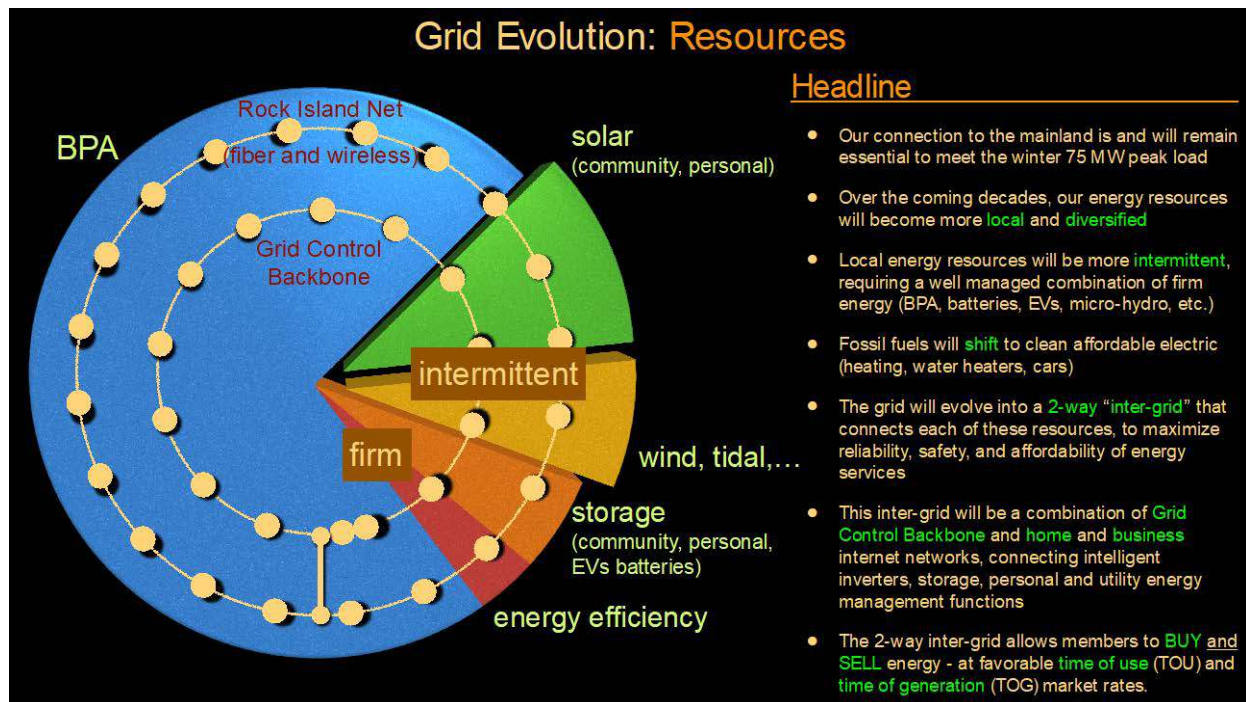 Grid Evolution: Resources
BPA
Rock Island Net
(fiber and wireless)
Grid Control
Backbone
solar
(community, personal)
intermittent
firm
wind, tidal,…
storage
(community, personal,
EVs batteries)
energy efficiency
Headline
● Our connection to the mainland is and will remain
essential to meet the winter 75 MW peak load
● Over the coming decades, our energy resources
will become more local and diversified
● Local energy resources will be more intermittent,
requiring a well managed combination of firm
energy (BPA, batteries, EVs, micro-hydro, etc.)
● Fossil fuels will shift to clean affordable electric
(heating, water heaters, cars)
● The grid will evolve into a 2-way “inter-grid” that
connects each of these resources, to maximize
reliability, safety, and affordability of energy
services
● This inter-grid will be a combination of Grid
Control Backbone and home and business
internet networks, connecting intelligent
inverters, storage, personal and utility energy
management functions
● The 2-way inter-grid allows members to BUY and
SELL energy - at favorable time of use (TOU) and
time of generation (TOG) market rates.